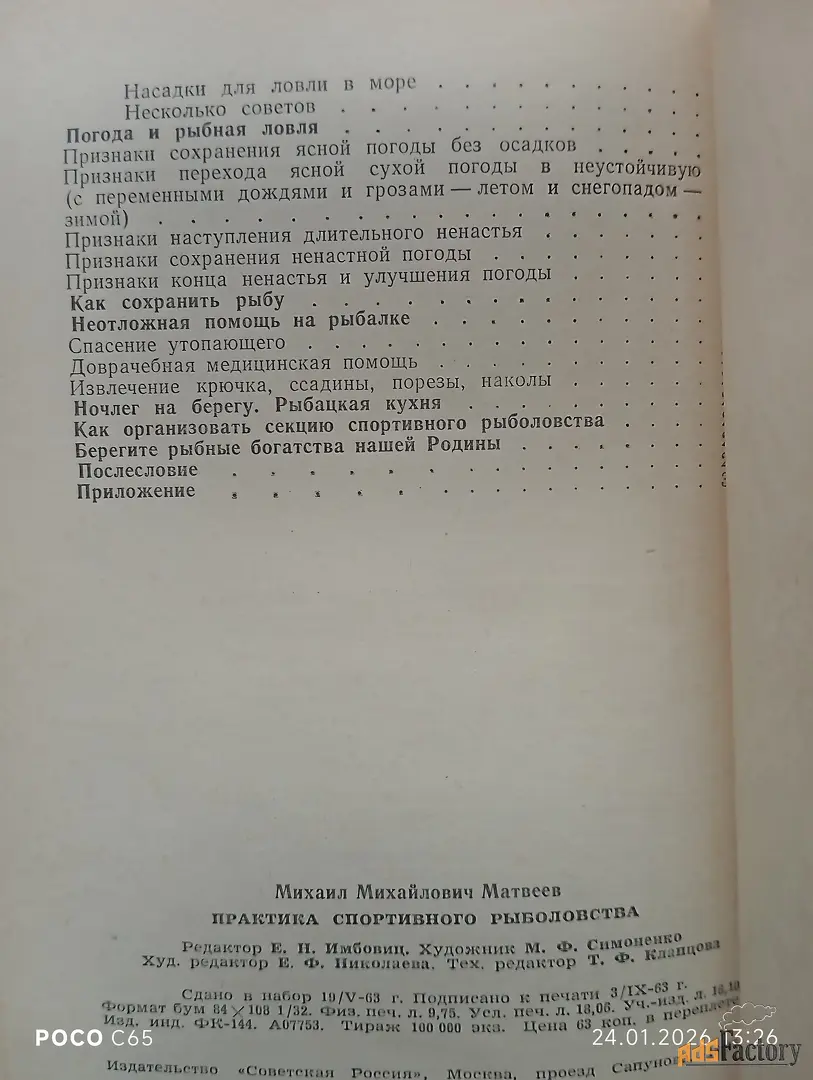 Насадки для ловли в море . . . . . . . . . .
Несколько советов . . . . . . . . . . . . .
Погода и рыбная ловля . . . . . . . . . . . .
Признаки сохранения ясной погоды без осадков . . . . .
Признаки перехода ясной сухой погоды в неустойчивую
(с переменными дождями и грозами — летом и снегопадом —
зимой) . . . . . . . . . . . . . . . . . . . .
Признаки наступления длительного ненастья . . . . . . .
Признаки сохранения ненастной погоды . . . . . . . . .
Признаки конца ненастья и улучшения погоды . . . . . .
Как сохранить рыбу . . . . . . . . . . . . . .
Неотложная помощь на рыбалке . . . . . . . . . .
Спасение утопающего . . . . . . . . . . . . . .
Доврачебная медицинская помощь . . . . . . . . . .
Извлечение крючка, ссадины, порезы, наколы . . . . . .
Ночлег на берегу. Рыбацкая кухня . . . . . . . . .
Как организовать секцию спортивного рыболовства . . . .
Берегите рыбные богатства нашей Родины . . . . . . . .
Послесловие . . . . . . . . . . . . . . . . .
Приложение . . . . . . . . . . . . . . . . .
Михаил Михайлович Матвеев
ПРАКТИКА СПОРТИВНОГО РЫБОЛОВСТВА
Редактор Е. Н. Имбовиц. Художник М. Ф. Симоненко
Худ. редактор Е. Ф. Николаева. Тех. редактор Т. Ф. Клапцова
Сдано в набор 19/V-63 г. Подписано к печати 3/IX-63 г.
Формат бум 84×108 1/32. Физ. печ. л. 9,75. Усл. печ. л. Уч.-изд. л.
Изд. инд. ФК-144. А07753. Тираж 100 000 экз. Цена 63 коп. в переплете
POCO C65
24.01.2026 13:26
adsFactory
Издательство «Советская Россия», Москва, проезд